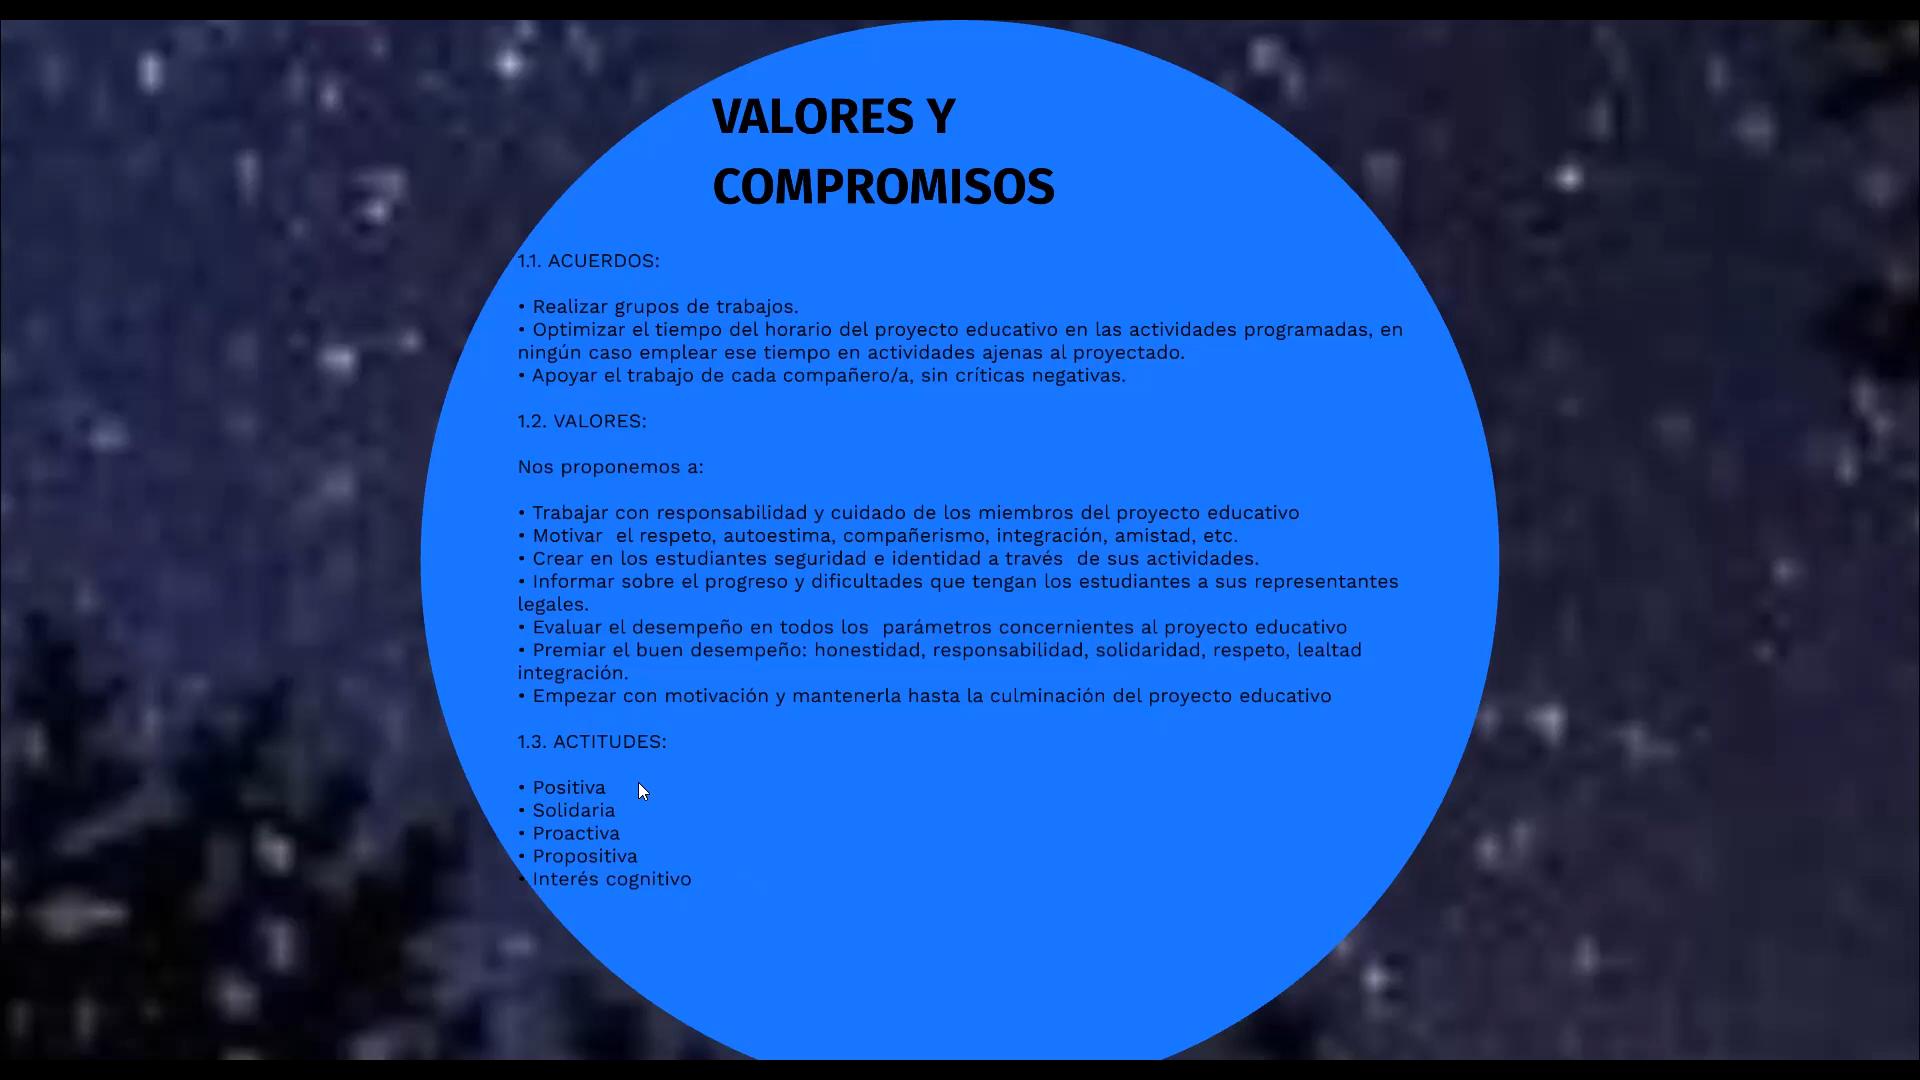 VALORES Y
COMPROMISOS
1.1. ACUERDOS:
• Realizar grupos de trabajos.
• Optimizar el tiempo del horario del proyecto educativo en las actividades programadas, en
ningún caso emplear ese tiempo en actividades ajenas al proyectado.
• Apoyar el trabajo de cada compañero/a, sin críticas negativas.
1.2. VALORES:
Nos proponemos a:
• Trabajar con responsabilidad y cuidado de los miembros del proyecto educativo
• Motivar  el respeto, autoestima, compañerismo, integración, amistad, etc.
• Crear en los estudiantes seguridad e identidad a través  de sus actividades.
• Informar sobre el progreso y dificultades que tengan los estudiantes a sus representantes
legales.
• Evaluar el desempeño en todos los  parámetros concernientes al proyecto educativo
• Premiar el buen desempeño: honestidad, responsabilidad, solidaridad, respeto, lealtad
integración.
• Empezar con motivación y mantenerla hasta la culminación del proyecto educativo
1.3. ACTITUDES:
• Positiva
• Solidaria
• Proactiva
• Propositiva
• Interés cognitivo